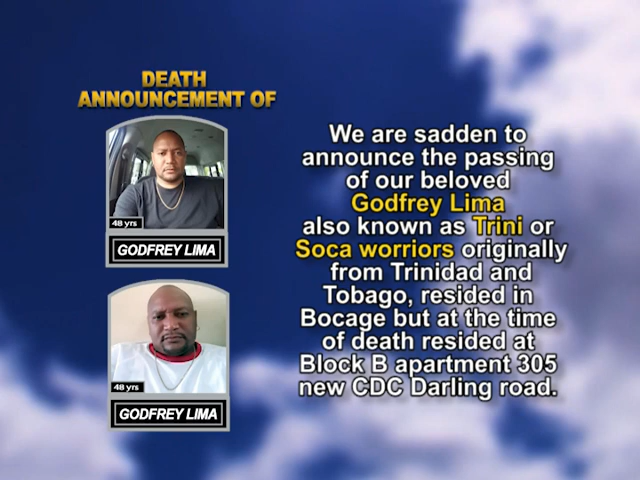 DEATH
ANNOUNCEMENT OF
48 yrs
GODFREY LIMA
48 yrs
GODFREY LIMA
We are sadden to
announce the passing
of our beloved
Godfrey Lima
also known as Trini or
Soca worriors originally
from Trinidad and
Tobago, resided in
Bocage but at the time
of death resided at
Block B apartment 305
new CDC Darling road.